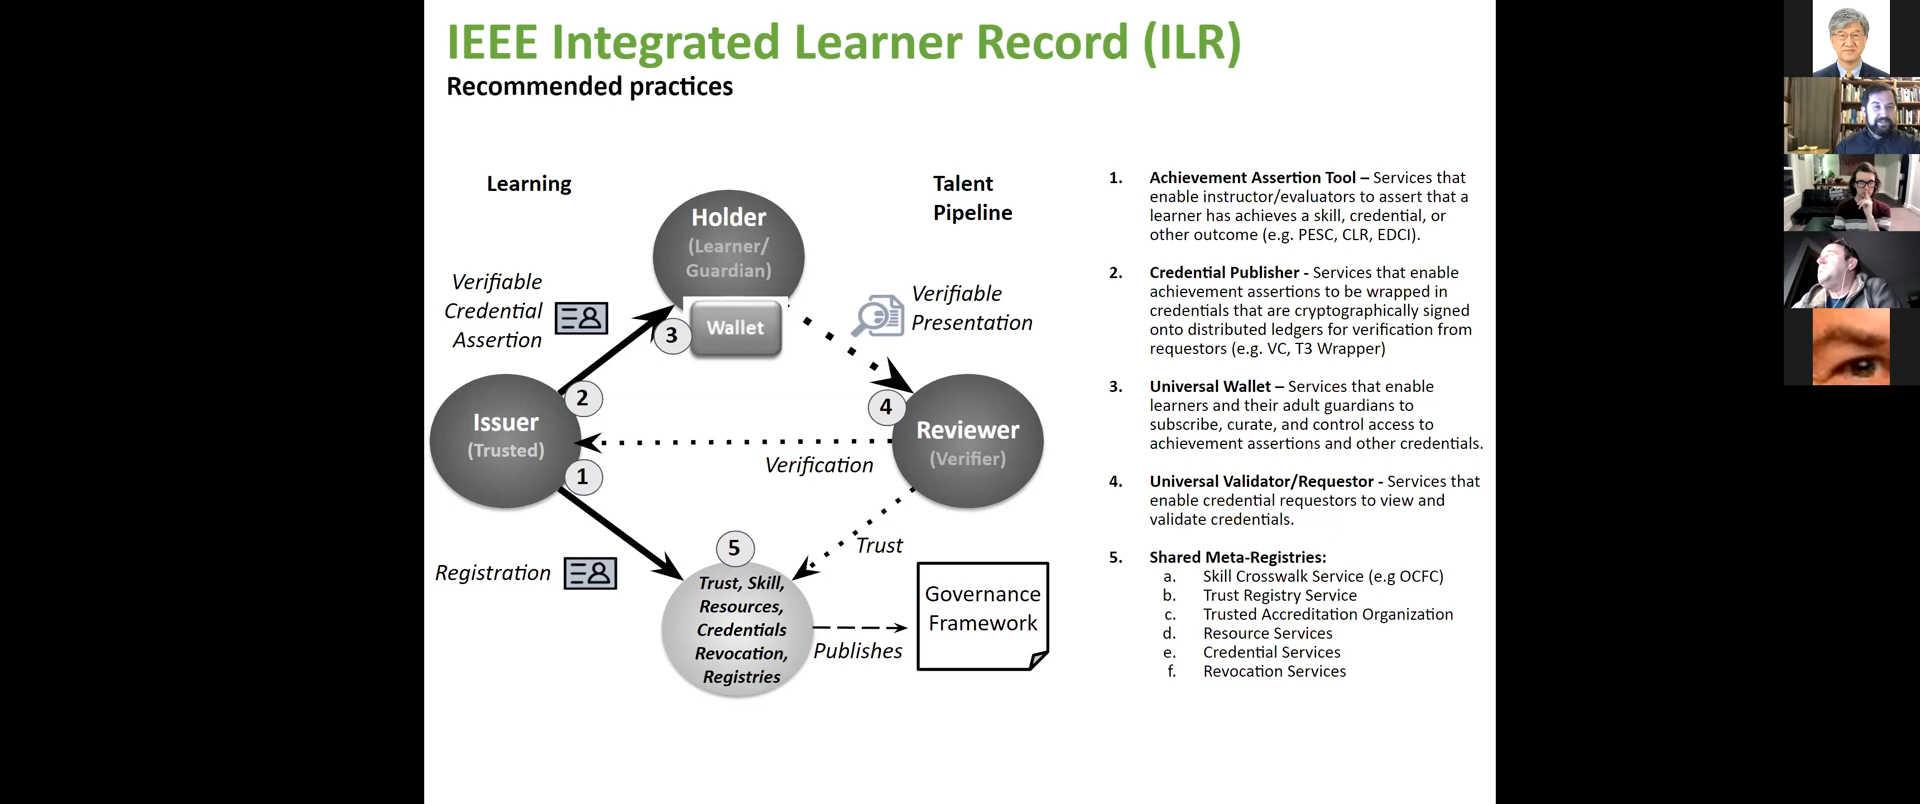 IEEE Integrated Learner Record (ILR)
Recommended practices
Learning
Talent
Pipeline
Holder
(Learner/
Guardian)
Wallet
3
Verifiable
Credential
Assertion
Verifiable
Presentation
2
4
Issuer
(Trusted)
Reviewer
(Verifier)
Verification
1
Registration
5
Trust
Trust, Skill,
Resources,
Credentials
Revocation,
Registries
Publishes
Governance
Framework
1. Achievement Assertion Tool – Services that
enable instructor/evaluators to assert that a
learner has achieves a skill, credential, or
other outcome (e.g. PESC, CLR, EDCI).
2. Credential Publisher - Services that enable
achievement assertions to be wrapped in
credentials that are cryptographically signed
onto distributed ledgers for verification from
requestors (e.g. VC, T3 Wrapper)
3. Universal Wallet – Services that enable
learners and their adult guardians to
subscribe, curate, and control access to
achievement assertions and other credentials.
4. Universal Validator/Requestor - Services that
enable credential requestors to view and
validate credentials.
5. Shared Meta-Registries:
a. Skill Crosswalk Service (e.g OCFC)
b. Trust Registry Service
c. Trusted Accreditation Organization
d. Resource Services
e. Credential Services
f. Revocation Services